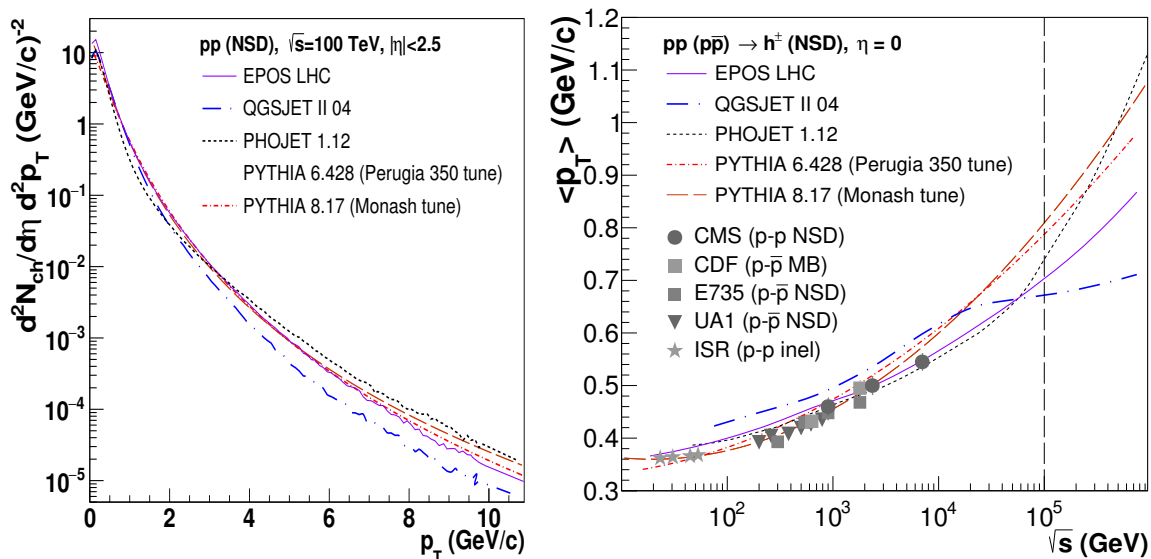 d²N_ch/dη d²p_T (GeV/c)⁻²
10
1
10⁻¹
10⁻²
10⁻³
10⁻⁴
10⁻⁵
pp (NSD), √s=100 TeV, |η|<2.5
EPOS LHC
QGSJET II 04
PHOJET 1.12
PYTHIA 6.428 (Perugia 350 tune)
PYTHIA 8.17 (Monash tune)
0 2 4 6 8 10
p_T (GeV/c)
<p_T> (GeV/c)
1.2
1.1
1
0.9
0.8
0.7
0.6
0.5
0.4
0.3
pp (pp̅) → h± (NSD), η = 0
EPOS LHC
QGSJET II 04
PHOJET 1.12
PYTHIA 6.428 (Perugia 350 tune)
PYTHIA 8.17 (Monash tune)
CMS (p-p NSD)
CDF (p-p̅ MB)
E735 (p-p̅ NSD)
UA1 (p-p̅ NSD)
ISR (p-p inel)
10² 10³ 10⁴ 10⁵
√s (GeV)